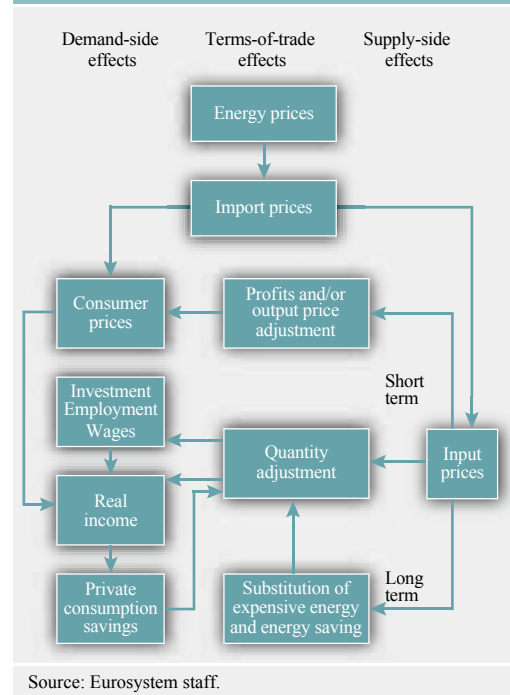 Demand-side
effects
Terms-of-trade
effects
Supply-side
effects
Energy prices
Import prices
Consumer
prices
Profits and/or
output price
adjustment
Short
term
Investment
Employment
Wages
Quantity
adjustment
Input
prices
Real
income
Private
consumption
savings
Substitution of
expensive energy
and energy saving
Long
term
Source: Eurosystem staff.